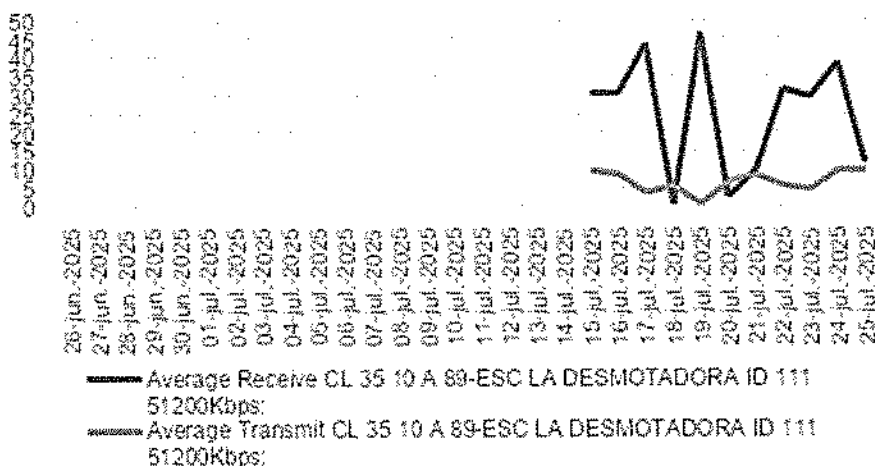 50
26-jun.-2025
27-jun.-2025
28-jun.-2025
29-jun.-2025
30-jun.-2025
01-jul.-2025
02-jul.-2025
03-jul.-2025
04-jul.-2025
05-jul.-2025
06-jul.-2025
07-jul.-2025
08-jul.-2025
09-jul.-2025
10-jul.-2025
11-jul.-2025
12-jul.-2025
13-jul.-2025
14-jul.-2025
15-jul.-2025
16-jul.-2025
17-jul.-2025
18-jul.-2025
19-jul.-2025
20-jul.-2025
21-jul.-2025
22-jul.-2025
23-jul.-2025
24-jul.-2025
25-jul.-2025
Average Receive CL 35 10 A 89-ESC LA DESMOTADORA ID 111
51200Kbps:
Average Transmit CL 35 10 A 89-ESC LA DESMOTADORA ID 111
51200Kbps: